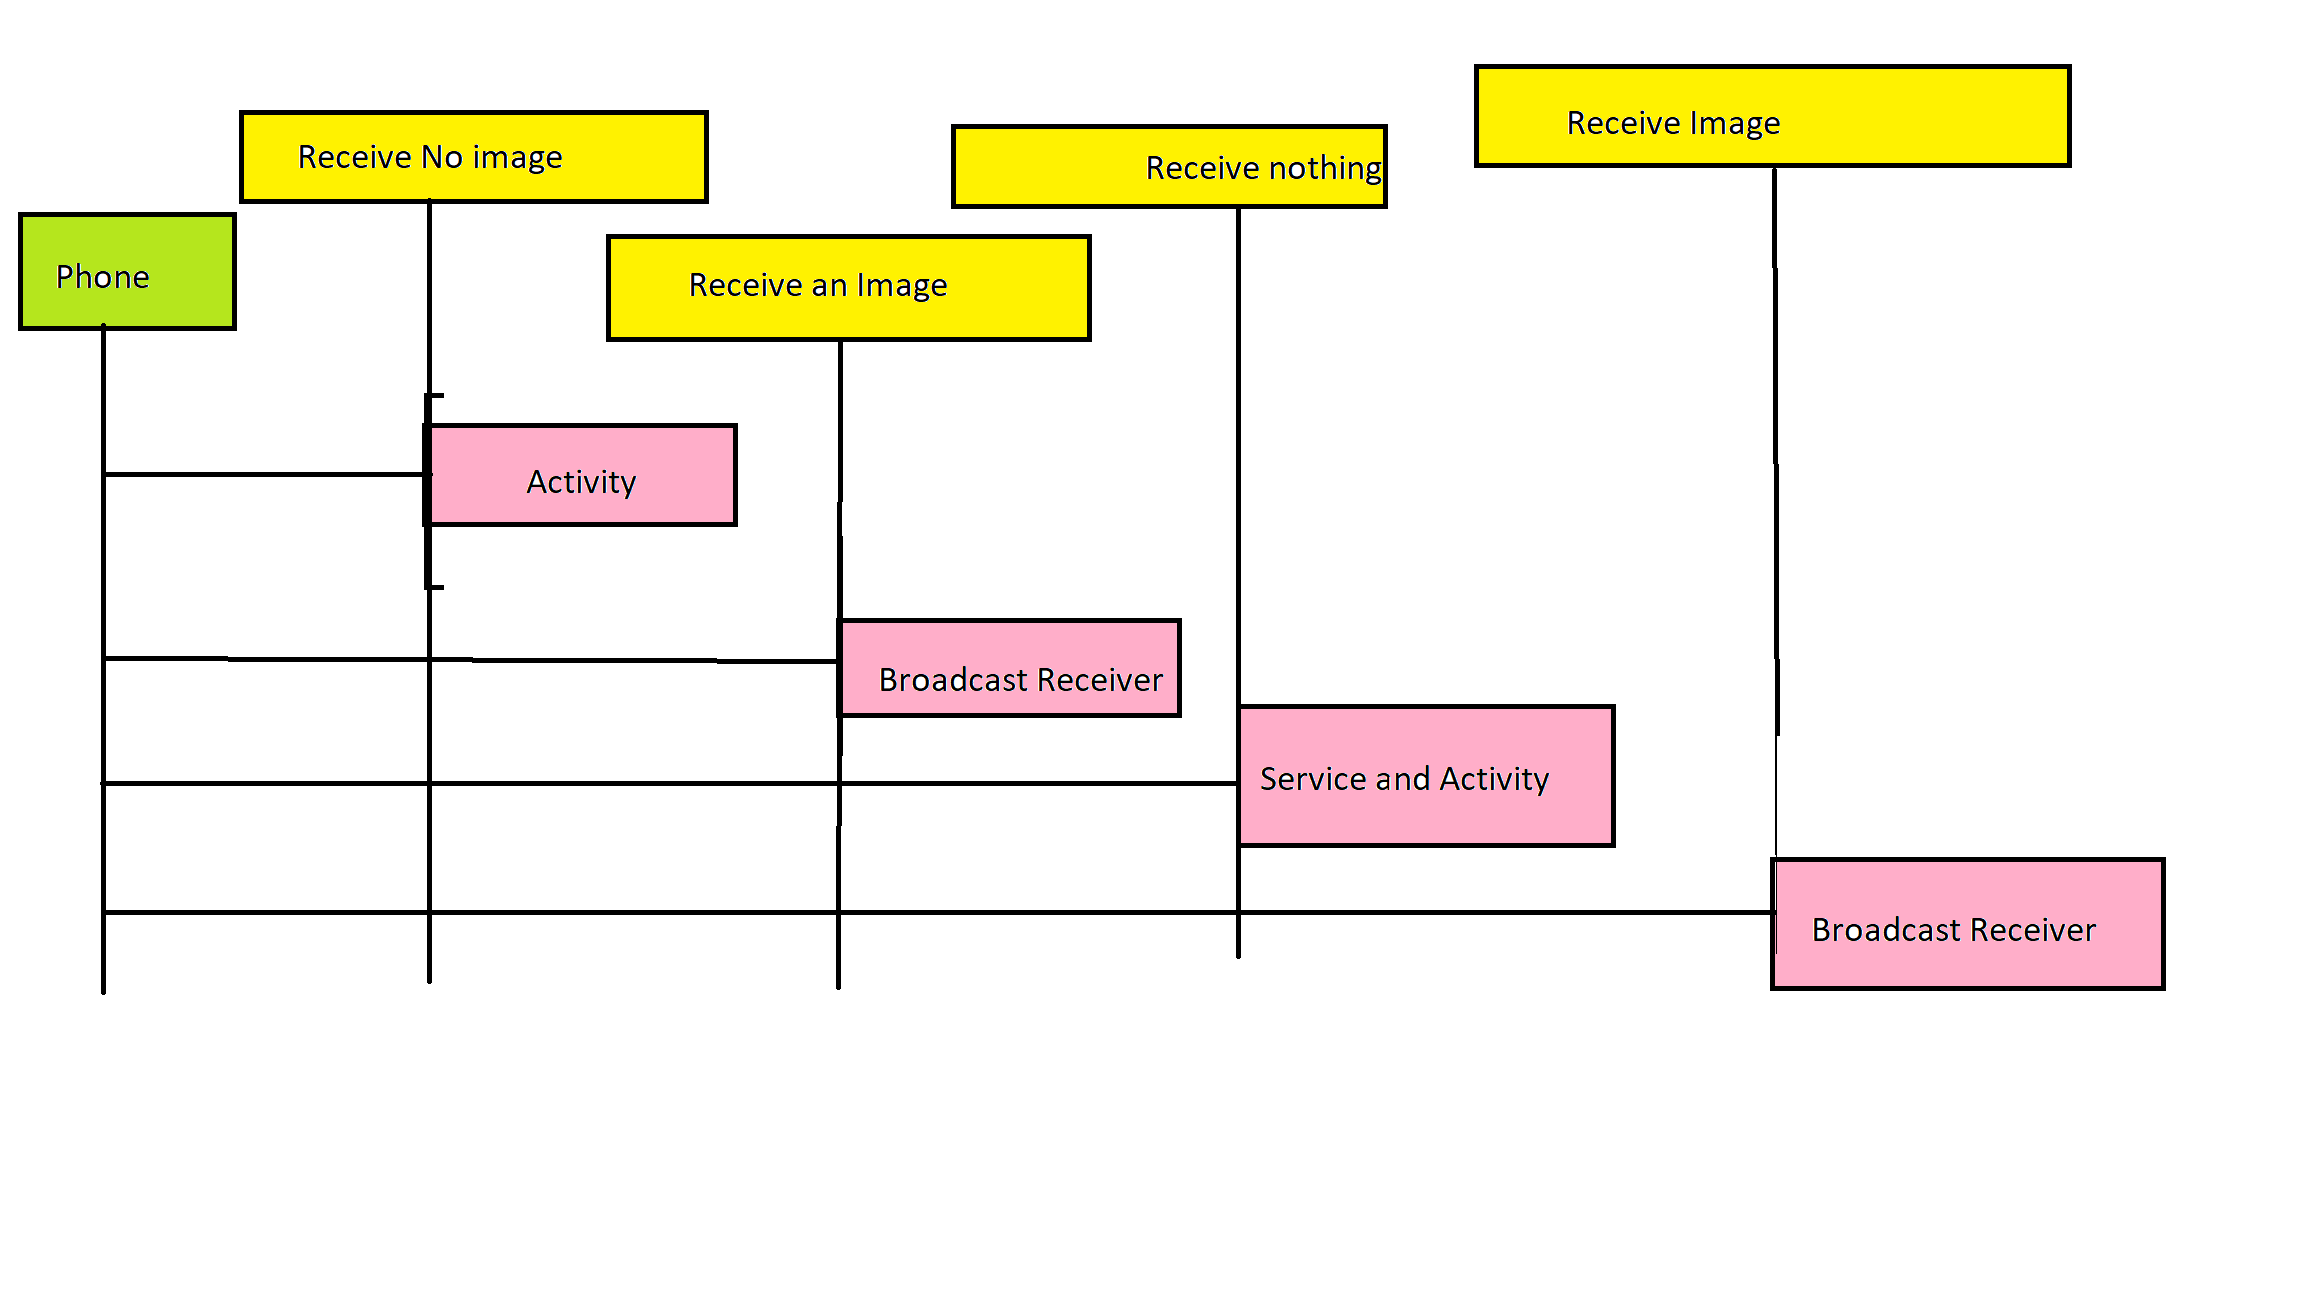 Receive Image
Receive No image
Receive nothing
Phone
Receive an Image
Activity
Broadcast Receiver
Service and Activity
Broadcast Receiver